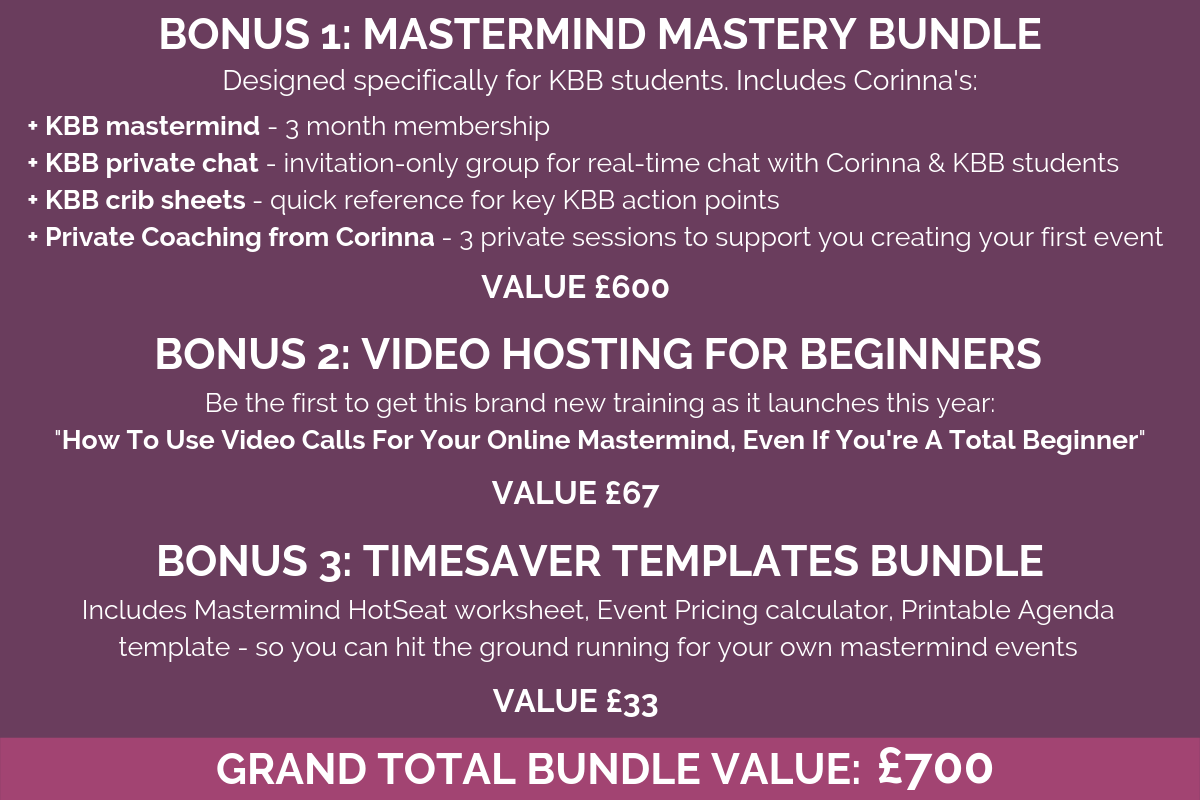 BONUS 1: MASTERMIND MASTERY BUNDLE
Designed specifically for KBB students. Includes Corinna's:
+ KBB mastermind - 3 month membership
+ KBB private chat - invitation-only group for real-time chat with Corinna & KBB students
+ KBB crib sheets - quick reference for key KBB action points
+ Private Coaching from Corinna - 3 private sessions to support you creating your first event
VALUE £600
BONUS 2: VIDEO HOSTING FOR BEGINNERS
Be the first to get this brand new training as it launches this year:
"How To Use Video Calls For Your Online Mastermind, Even If You're A Total Beginner"
VALUE £67
BONUS 3: TIMESAVER TEMPLATES BUNDLE
Includes Mastermind HotSeat worksheet, Event Pricing calculator, Printable Agenda
template - so you can hit the ground running for your own mastermind events
VALUE £33
GRAND TOTAL BUNDLE VALUE: £700